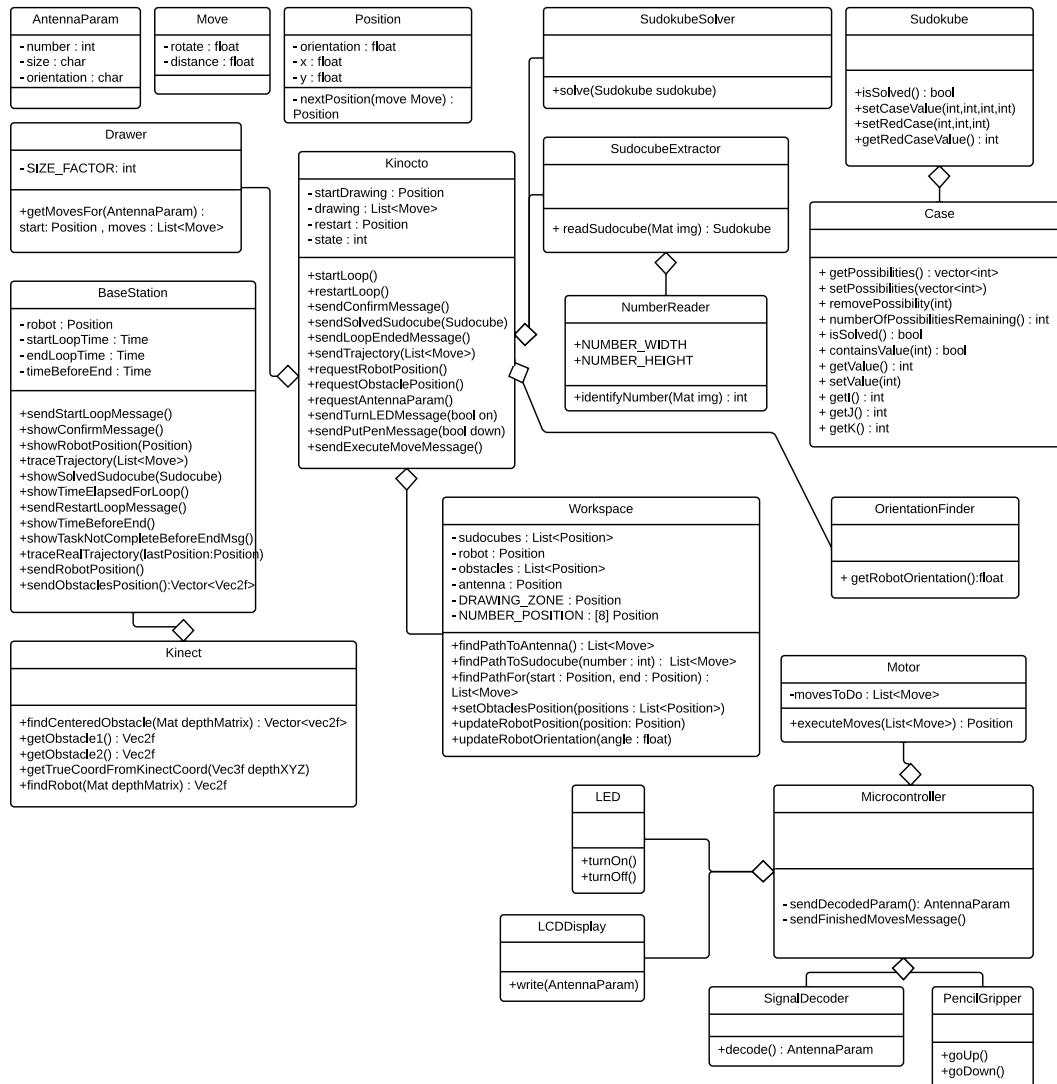 AntennaParam
- number : int
- size : char
- orientation : char
Move
- rotate : float
- distance : float
Position
- orientation : float
- x : float
- y : float
- nextPosition(move Move) :
Position
SudokubeSolver
+solve(Sudokube sudokube)
Sudokube
+isSolved() : bool
+setCaseValue(int,int,int,int)
+setRedCase(int,int,int)
+getRedCaseValue() : int
Drawer
- SIZE_FACTOR: int
+getMovesFor(AntennaParam) :
start: Position , moves : List<Move>
Kinocto
- startDrawing : Position
- drawing : List<Move>
- restart : Position
- state : int
+startLoop()
+restartLoop()
+sendConfirmMessage()
+sendSolvedSudocube(Sudocube)
+sendLoopEndedMessage()
+sendTrajectory(List<Move>)
+requestRobotPosition()
+requestObstaclePosition()
+requestAntennaParam()
+sendTurnLEDMessage(bool on)
+sendPutPenMessage(bool down)
+sendExecuteMoveMessage()
SudocubeExtractor
+ readSudocube(Mat img) : Sudokube
Case
+ getPossibilities() : vector<int>
+ setPossibilities(vector<int>)
+ removePossibility(int)
+ numberOfPossibilitiesRemaining() : int
+ isSolved() : bool
+ containsValue(int) : bool
+ getValue() : int
+ setValue(int)
+ getI() : int
+ getJ() : int
+ getK() : int
BaseStation
- robot : Position
- startLoopTime : Time
- endLoopTime : Time
- timeBeforeEnd : Time
+sendStartLoopMessage()
+showConfirmMessage()
+showRobotPosition(Position)
+traceTrajectory(List<Move>)
+showSolvedSudocube(Sudocube)
+showTimeElapsedForLoop()
+sendRestartLoopMessage()
+showTimeBeforeEnd()
+showTaskNotCompleteBeforeEndMsg()
+traceRealTrajectory(lastPosition:Position)
+sendRobotPosition()
+sendObstaclesPosition():Vector<Vec2f>
NumberReader
+NUMBER_WIDTH
+NUMBER_HEIGHT
+identifyNumber(Mat img) : int
Workspace
- sudocubes : List<Position>
- robot : Position
- obstacles : List<Position>
- antenna : Position
- DRAWING_ZONE : Position
- NUMBER_POSITION : [8] Position
+findPathToAntenna() : List<Move>
+findPathToSudocube(number : int) : List<Move>
+findPathFor(start : Position, end : Position) :
List<Move>
+setObtaclesPosition(positions : List<Position>)
+updateRobotPosition(position: Position)
+updateRobotOrientation(angle : float)
OrientationFinder
+ getRobotOrientation():float
Kinect
+findCenteredObstacle(Mat depthMatrix) : Vector<vec2f>
+getObstacle1() : Vec2f
+getObstacle2() : Vec2f
+getTrueCoordFromKinectCoord(Vec3f depthXYZ)
+findRobot(Mat depthMatrix) : Vec2f
Motor
-movesToDo : List<Move>
+executeMoves(List<Move>) : Position
LED
+turnOn()
+turnOff()
Microcontroller
- sendDecodedParam(): AntennaParam
- sendFinishedMovesMessage()
LCDDisplay
+write(AntennaParam)
SignalDecoder
+decode() : AntennaParam
PencilGripper
+goUp()
+goDown()